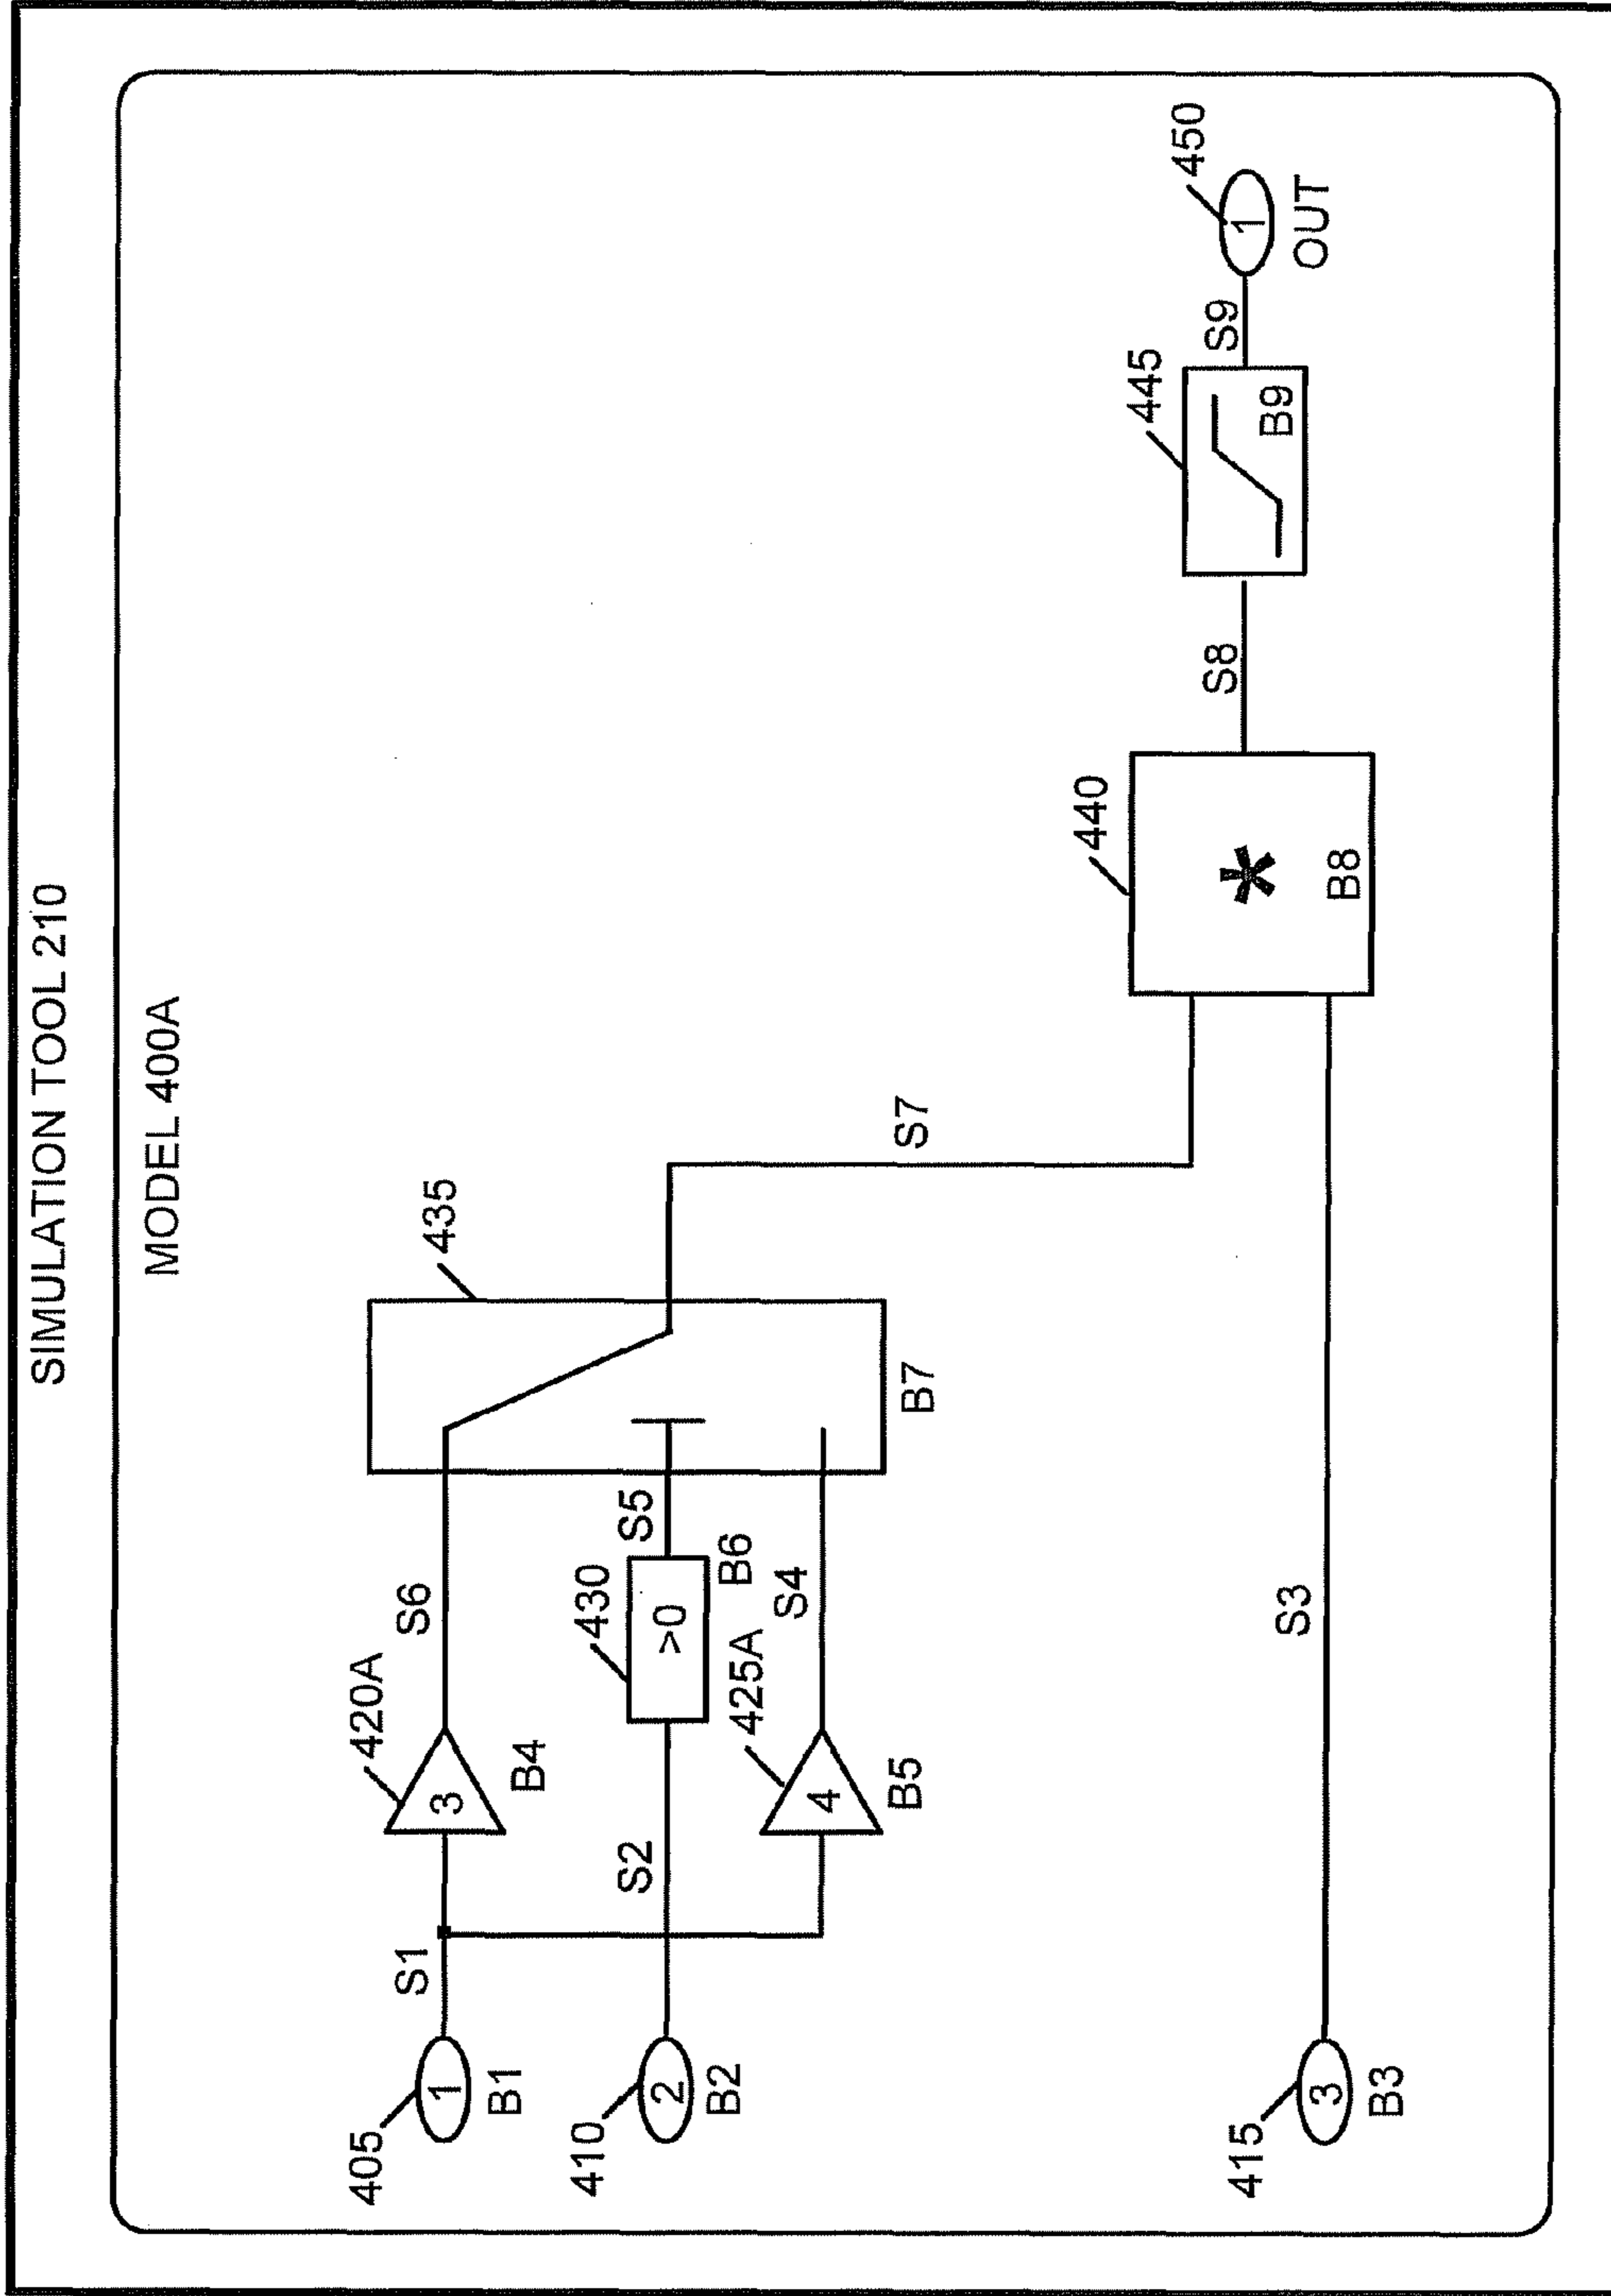 SIMULATION TOOL 210
MODEL 400A
405
1
B1
S1
420A
3
B4
S6
435
B7
410
2
B2
S2
430
>0
B6
S5
425A
4
B5
S4
S7
415
3
B3
S3
440
*
B8
S8
445
B9
S9
450
1
OUT